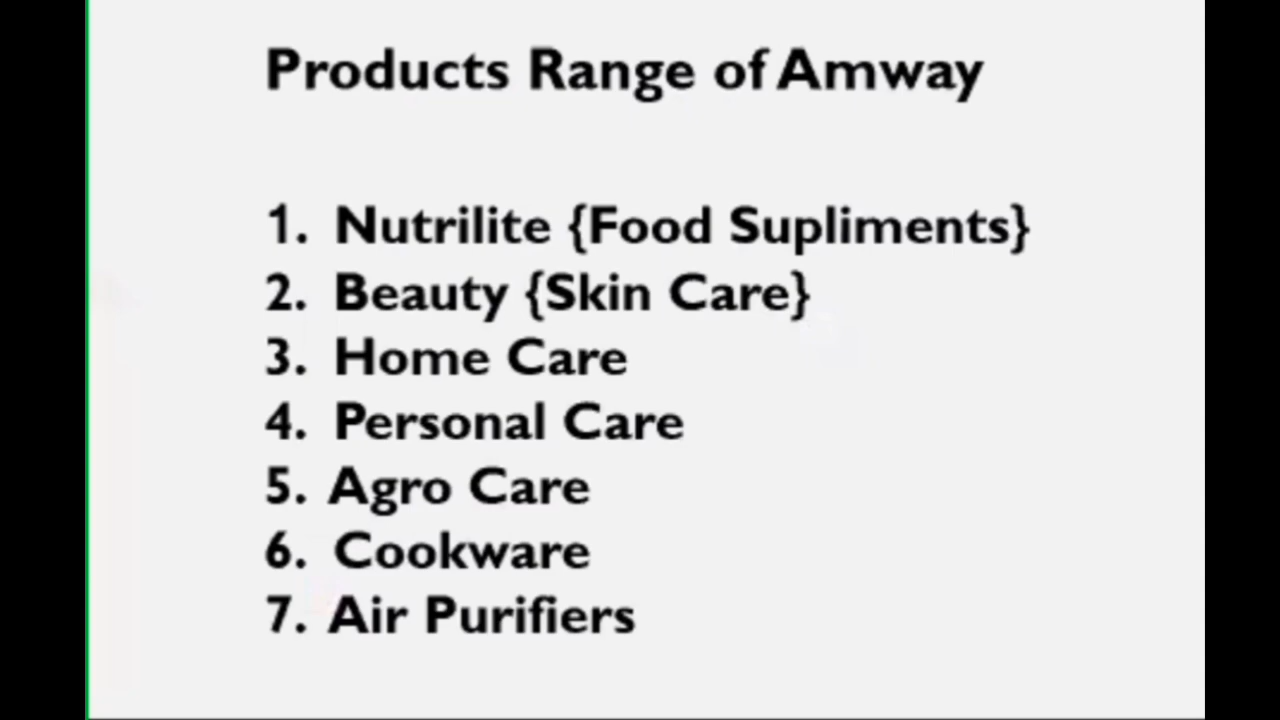 Products Range of Amway
1. Nutrilite {Food Supliments}
2. Beauty {Skin Care}
3. Home Care
4. Personal Care
5. Agro Care
6. Cookware
7. Air Purifiers